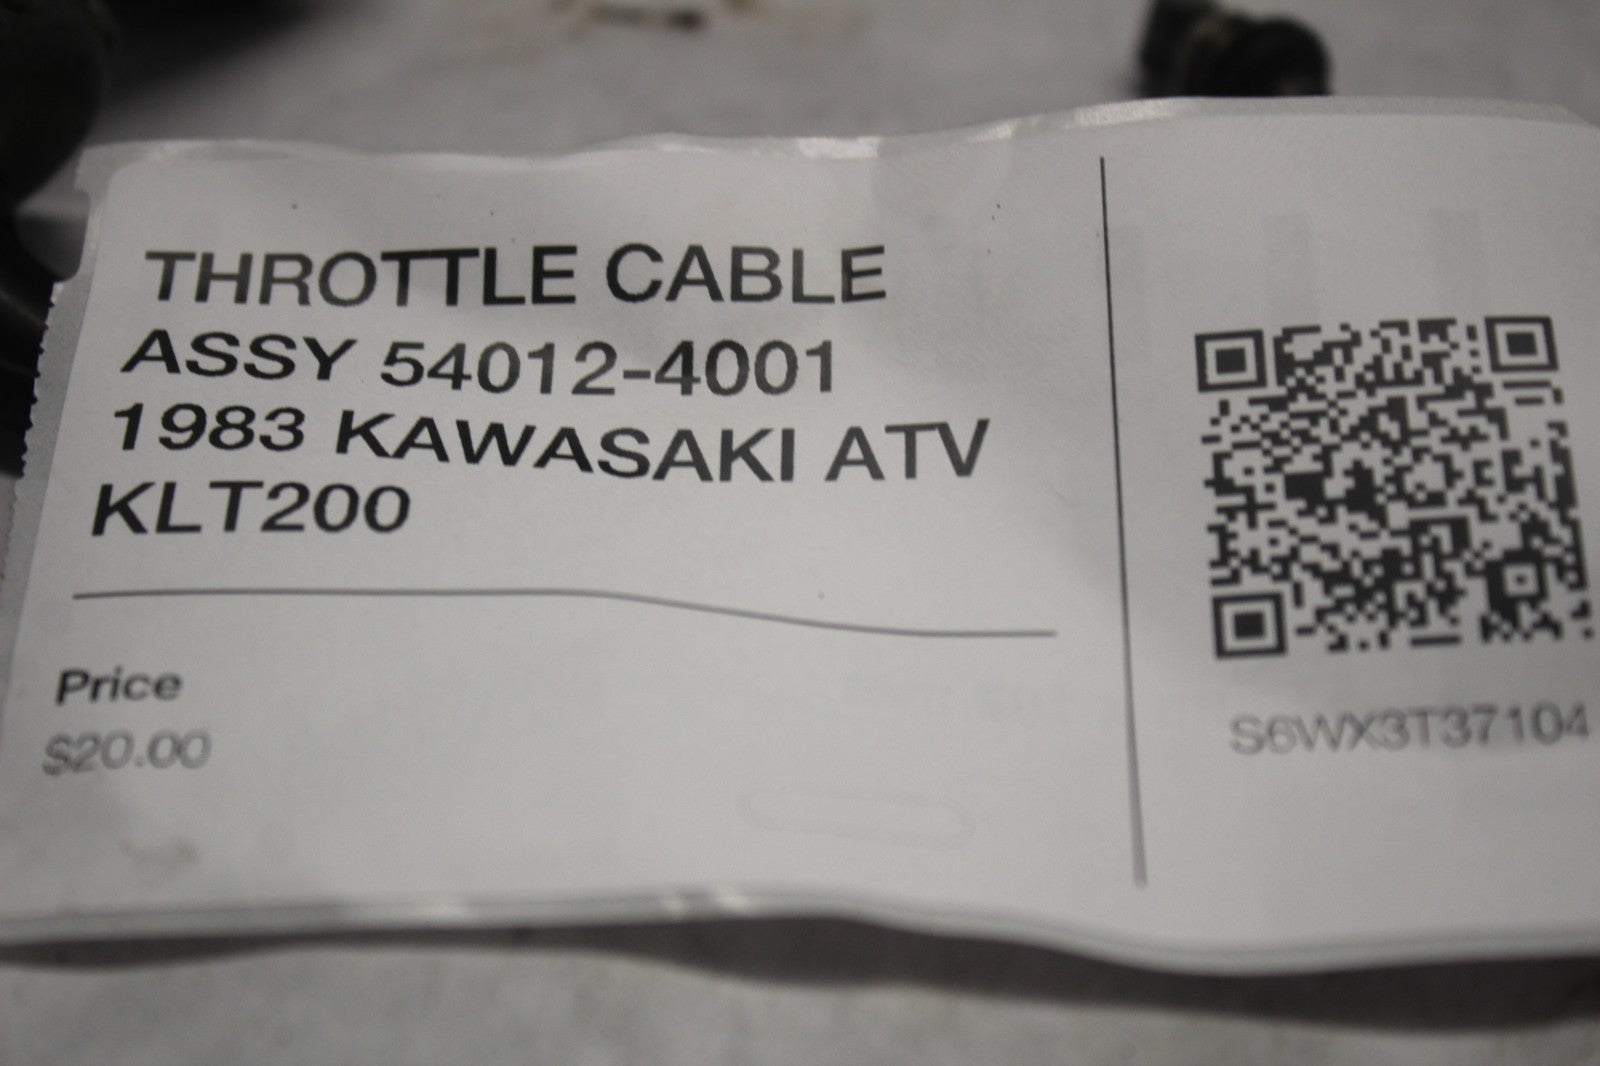 THROTTLE CABLE
ASSY 54012-4001
1983 KAWASAKI ATV
KLT200
Price
$20.00
S6WX3T37104